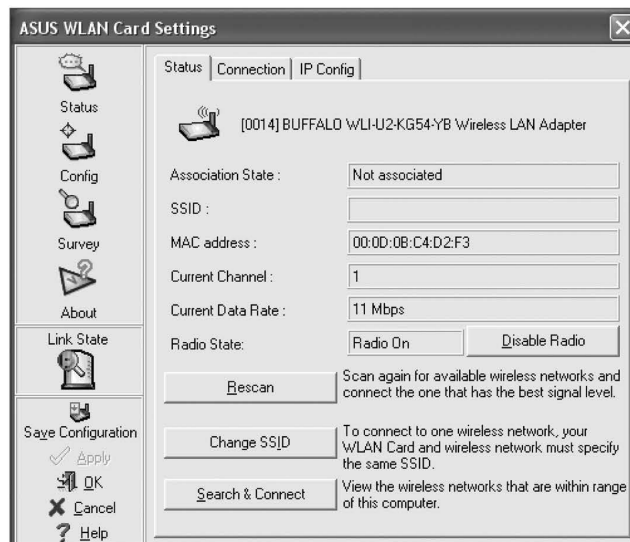 ASUS WLAN Card Settings
Status
Config
Survey
About
Link State
Save Configuration
Apply
OK
Cancel
Help
Status Connection IP Config
[0014] BUFFALO WLI-U2-KG54-YB Wireless LAN Adapter
Association State : Not associated
SSID :
MAC address : 00:0D:0B:C4:D2:F3
Current Channel : 1
Current Data Rate : 11 Mbps
Radio State: Radio On Disable Radio
Rescan
Scan again for available wireless networks and
connect the one that has the best signal level.
Change SSID
To connect to one wireless network, your
WLAN Card and wireless network must specify
the same SSID.
Search & Connect
View the wireless networks that are within range
of this computer.